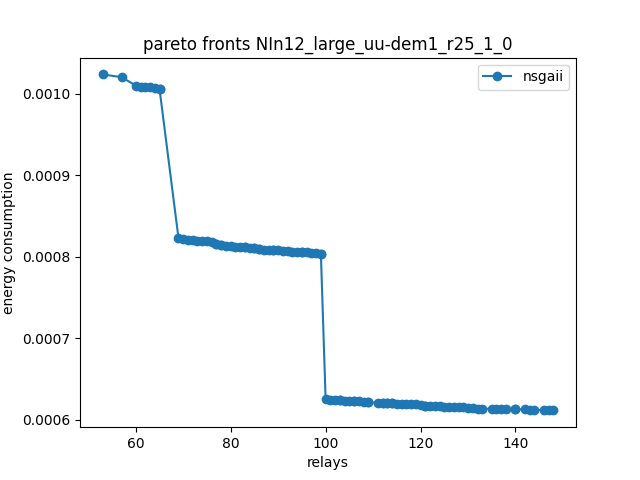 pareto fronts NIn12_large_uu-dem1_r25_1_0
nsgaii
energy consumption
0.0010
0.0009
0.0008
0.0007
0.0006
60 80 100 120 140
relays